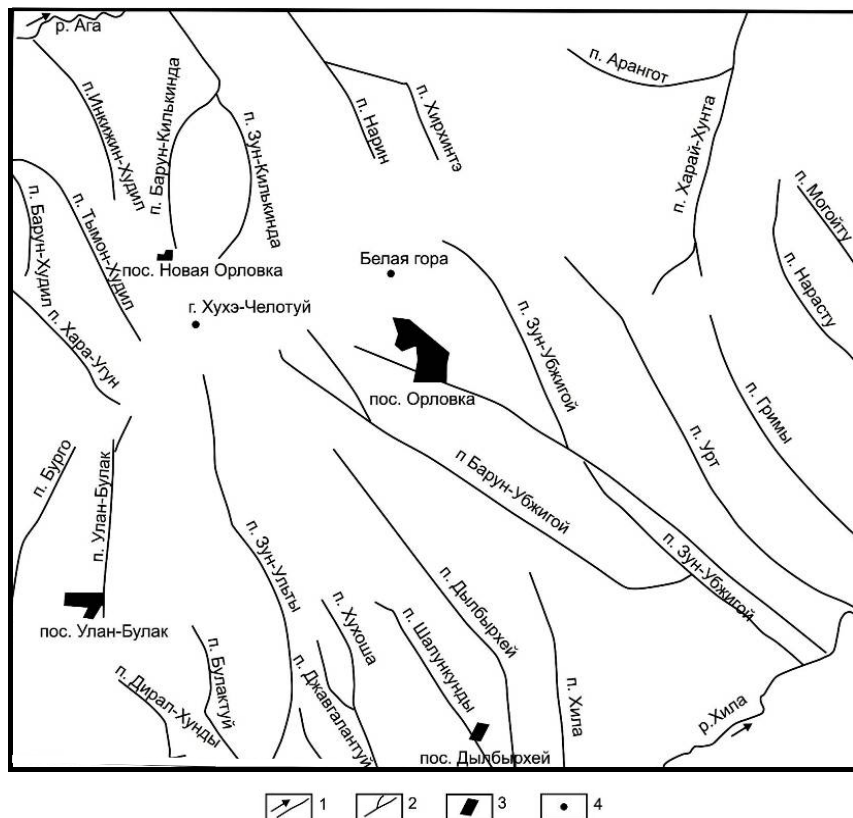 р. Ага
п. Арангот
п.Инкижин-Худил
п. Барун-Килькинда
п. Зун-Килькинда
п. Нарин
п. Хирхинтэ
п. Харай-Хунта
п. Могойту
п. Нарасту
п. Барун-Худил
п. Тымон-Худил
пос. Новая Орловка
Белая гора
г. Хухэ-Челотуй
п. Хара-Угун
пос. Орловка
п. Зун-Убжигой
п. Гримы
п. Урт
п. Бурго
п. Улан-Булак
п Барун-Убжигой
п. Зун-Ульты
п. Дылбырхей
п. Зун-Убжигой
пос. Улан-Булак
п. Хухоша
п. Шалункунды
п. Булактуй
п. Джавгалантуй
п. Хила
п. Дирал-Хунды
р.Хила
пос. Дылбырхей
1
2
3
4